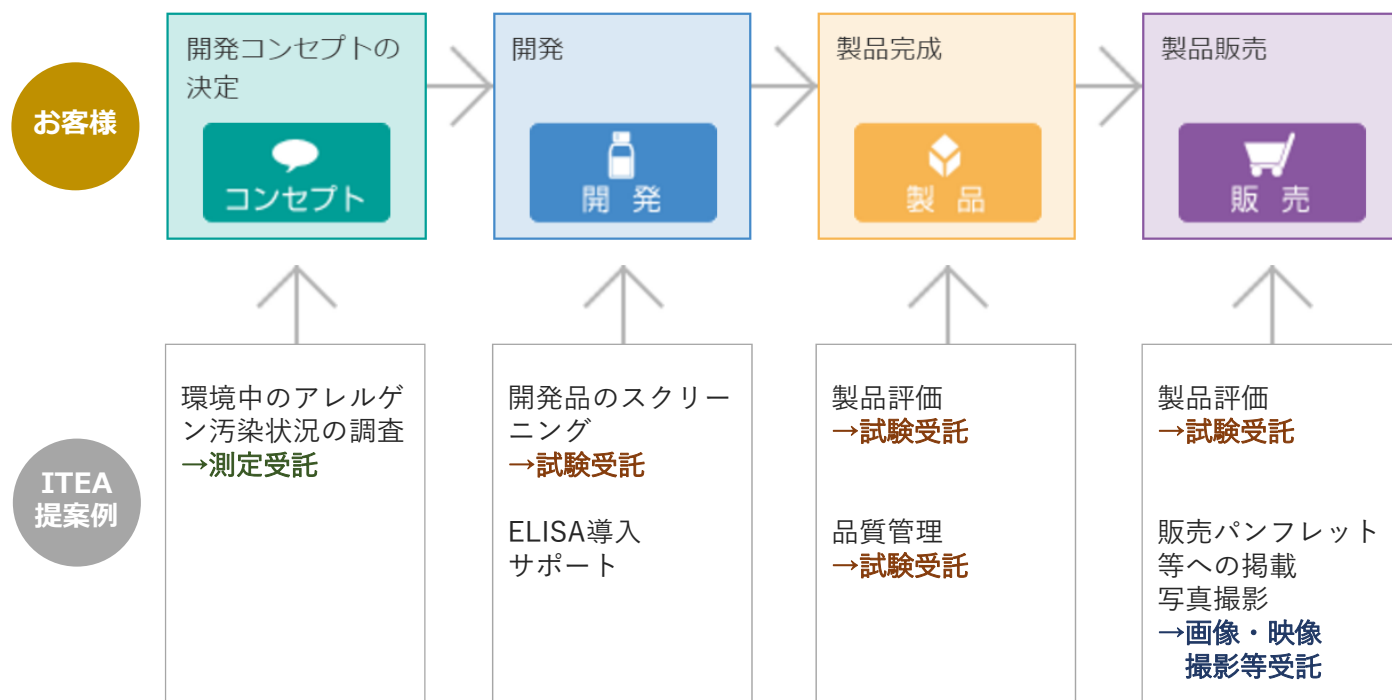 お客様
開発コンセプトの
決定
コンセプト
開発
開 発
製品完成
製 品
製品販売
販 売
ITEA
提案例
環境中のアレルゲ
ン汚染状況の調査
→測定受託
開発品のスクリー
ニング
→試験受託
ELISA導入
サポート
製品評価
→試験受託
品質管理
→試験受託
製品評価
→試験受託
販売パンフレット
等への掲載
写真撮影
→画像・映像
撮影等受託